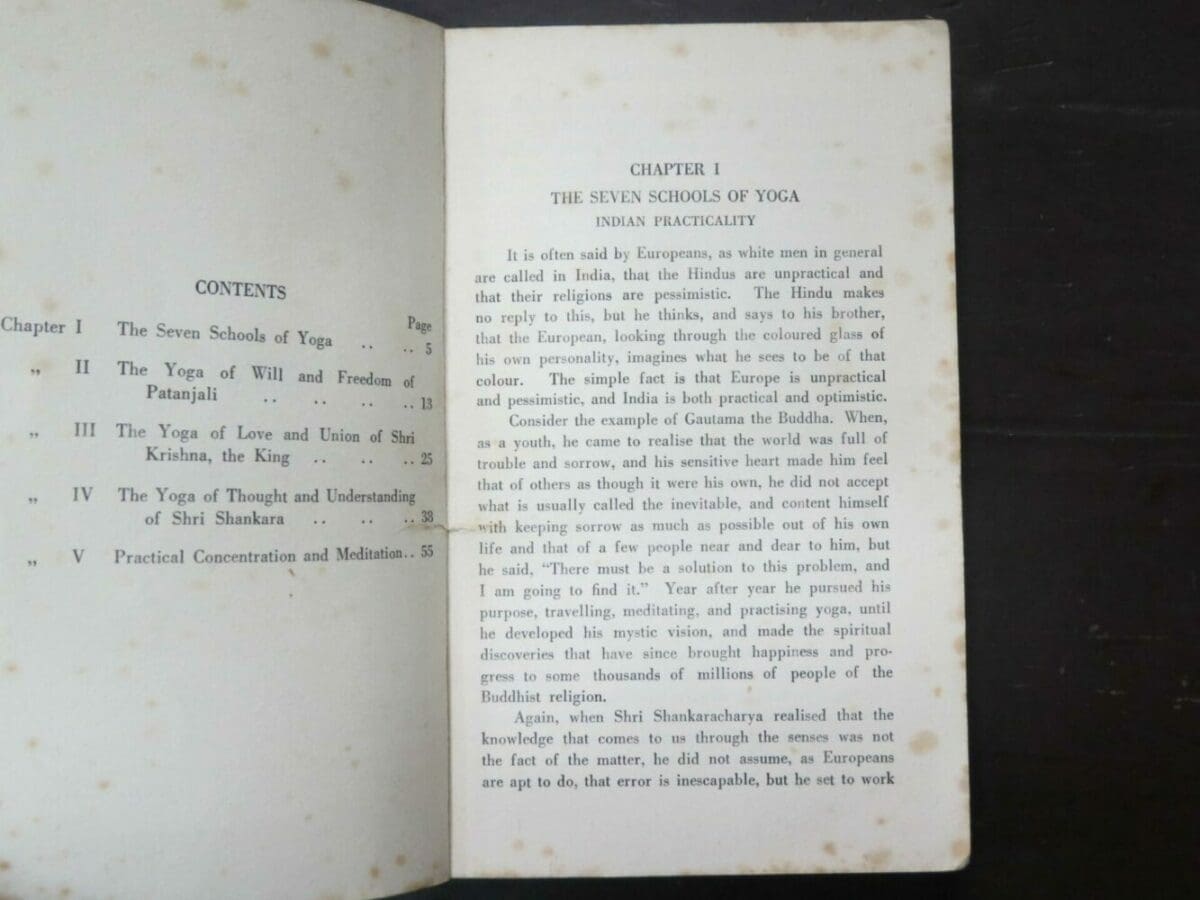 CONTENTS
Page
Chapter I The Seven Schools of Yoga .. .. 5
„ II The Yoga of Will and Freedom of
Patanjali .. .. .. .. 13
„ III The Yoga of Love and Union of Shri
Krishna, the King .. .. .. 25
„ IV The Yoga of Thought and Understanding
of Shri Shankara .. .. .. 38
„ V Practical Concentration and Meditation.. 55
CHAPTER I
THE SEVEN SCHOOLS OF YOGA
INDIAN PRACTICALITY
It is often said by Europeans, as white men in general
are called in India, that the Hindus are unpractical and
that their religions are pessimistic. The Hindu makes
no reply to this, but he thinks, and says to his brother,
that the European, looking through the coloured glass of
his own personality, imagines what he sees to be of that
colour. The simple fact is that Europe is unpractical
and pessimistic, and India is both practical and optimistic.
Consider the example of Gautama the Buddha. When,
as a youth, he came to realise that the world was full of
trouble and sorrow, and his sensitive heart made him feel
that of others as though it were his own, he did not accept
what is usually called the inevitable, and content himself
with keeping sorrow as much as possible out of his own
life and that of a few people near and dear to him, but
he said, “There must be a solution to this problem, and
I am going to find it.” Year after year he pursued his
purpose, travelling, meditating, and practising yoga, until
he developed his mystic vision, and made the spiritual
discoveries that have since brought happiness and pro-
gress to some thousands of millions of people of the
Buddhist religion.
Again, when Shri Shankaracharya realised that the
knowledge that comes to us through the senses was not
the fact of the matter, he did not assume, as Europeans
are apt to do, that error is inescapable, but he set to work